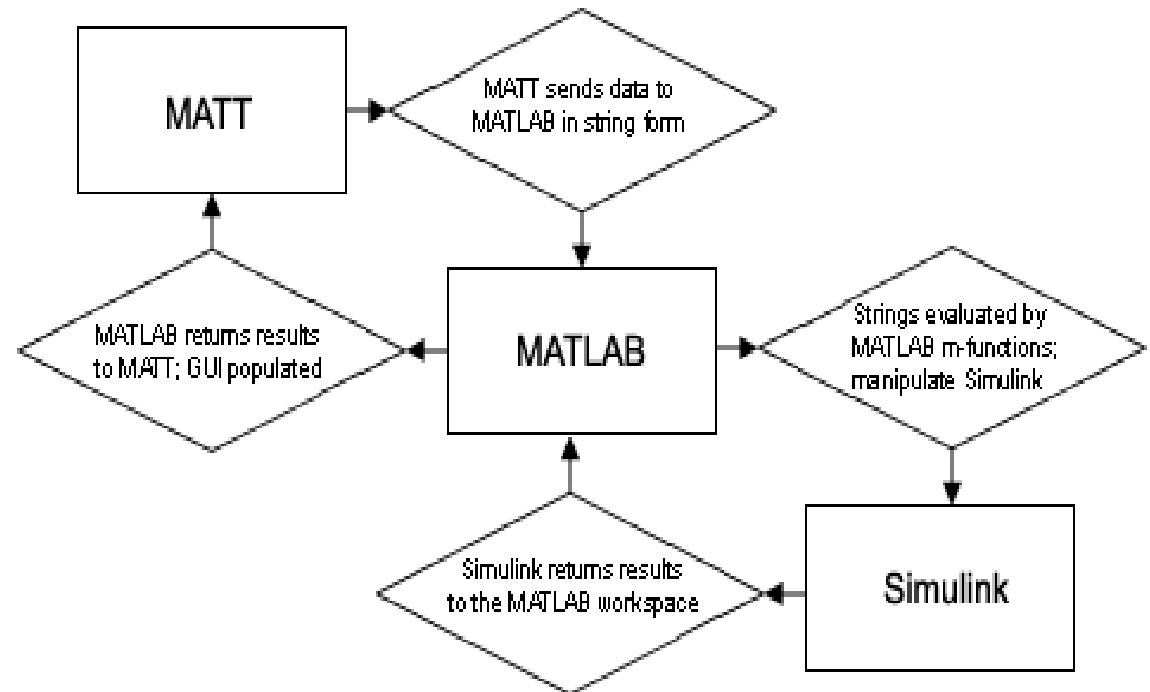 MATT
MATT sends data to
MATLAB in string form
MATLAB returns results
to MATT; GUI populated
MATLAB
Strings evaluated by
MATLAB m-functions;
manipulate Simulink
Simulink returns results
to the MATLAB workspace
Simulink